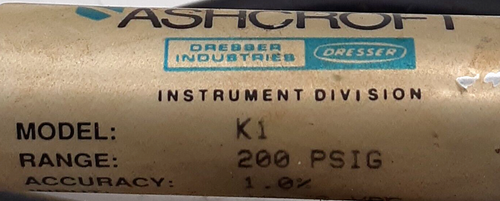 ASHCROFT
DRESSER INDUSTRIES DRESSER
INSTRUMENT DIVISION
MODEL: K1
RANGE: 200 PSIG
ACCURACY: 1.0%